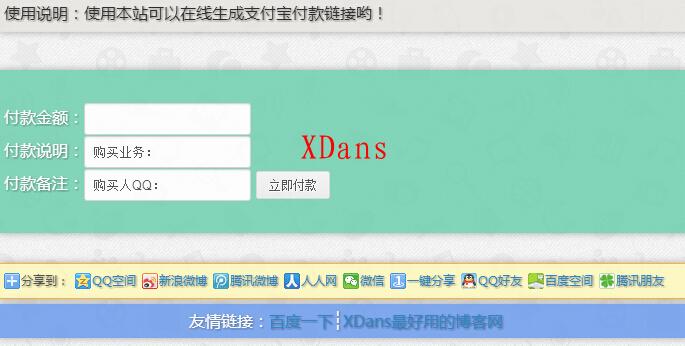 使用说明：使用本站可以在线生成支付宝付款链接哟！
付款金额：
付款说明： 购买业务：
XDans
付款备注： 购买人QQ： 立即付款
分享到： QQ空间 新浪微博 腾讯微博 人人网 微信 一键分享 QQ好友 百度空间 腾讯朋友
友情链接：百度一下¦XDans最好用的博客网